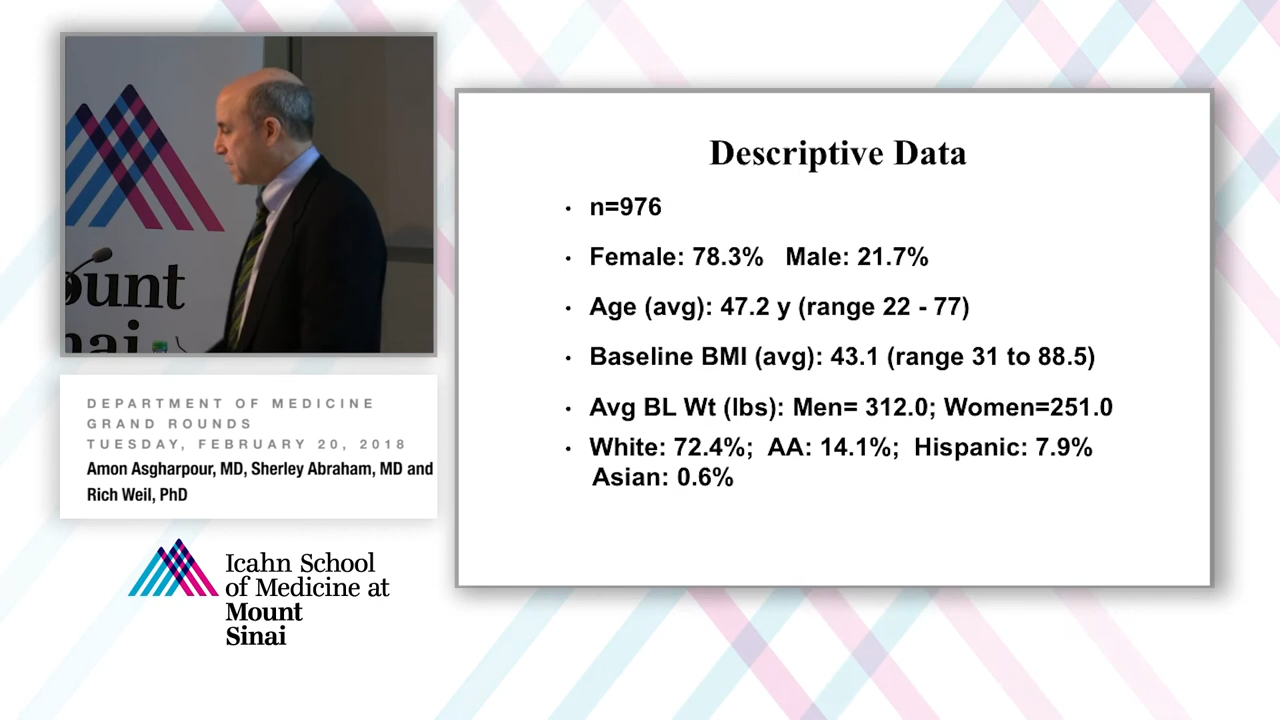 ount
nai
DEPARTMENT OF MEDICINE
GRAND ROUNDS
TUESDAY, FEBRUARY 20, 2018
Amon Asgharpour, MD, Sherley Abraham, MD and
Rich Weil, PhD
Icahn School
of Medicine at
Mount
Sinai
Descriptive Data
• n=976
• Female: 78.3% Male: 21.7%
• Age (avg): 47.2 y (range 22 - 77)
• Baseline BMI (avg): 43.1 (range 31 to 88.5)
• Avg BL Wt (lbs): Men= 312.0; Women=251.0
• White: 72.4%; AA: 14.1%; Hispanic: 7.9%
Asian: 0.6%